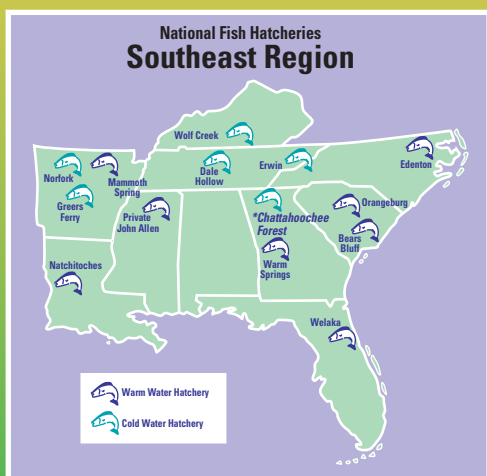 National Fish Hatcheries
Southeast Region
Wolf Creek
Edenton
Norfork
Mammoth
Spring
Dale
Hollow
Erwin
Greers
Ferry
Private
John Allen
*Chattahoochee
Forest
Orangeburg
Bears
Bluff
Natchitoches
Warm
Springs
Welaka
Warm Water Hatchery
Cold Water Hatchery